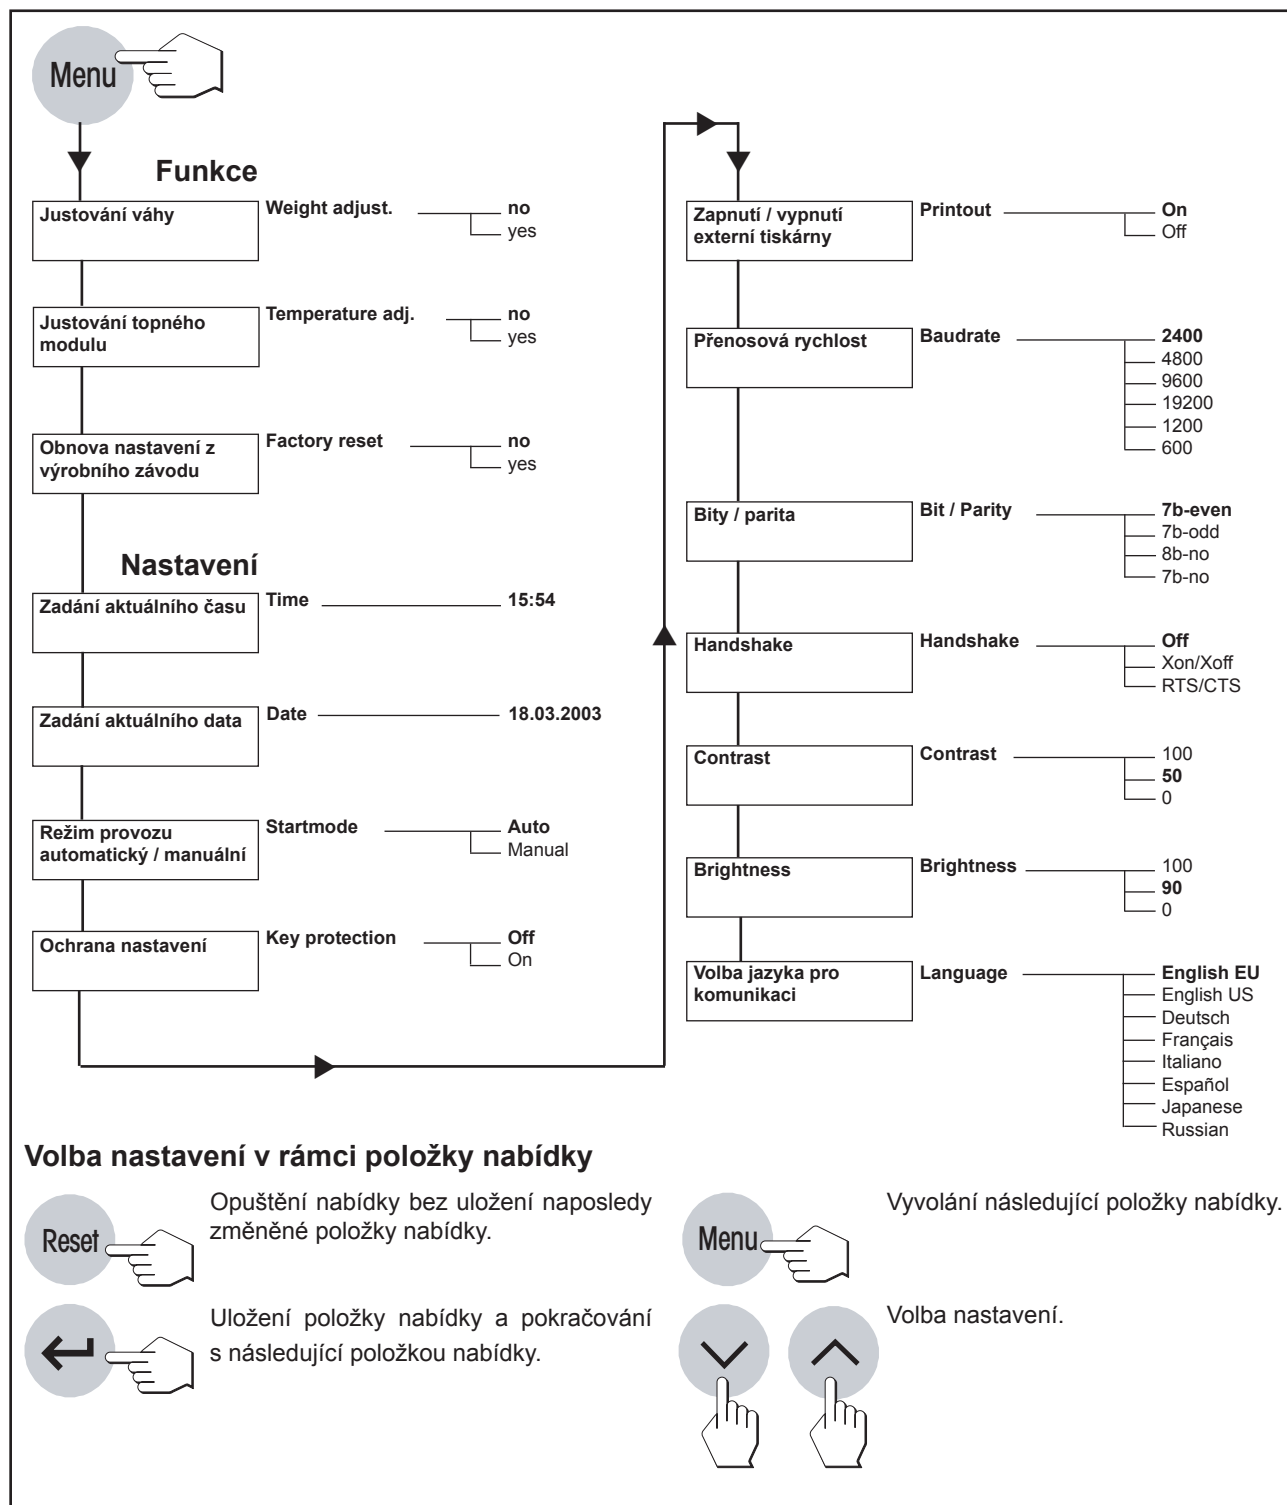 Menu
Funkce
Justování váhy
Weight adjust.
no
yes
Justování topného
modulu
Temperature adj.
no
yes
Obnova nastavení z
výrobního závodu
Factory reset
no
yes
Nastavení
Zadání aktuálního času
Time
15:54
Zadání aktuálního data
Date
18.03.2003
Režim provozu
automatický / manuální
Startmode
Auto
Manual
Ochrana nastavení
Key protection
Off
On
Zapnutí / vypnutí
externí tiskárny
Printout
On
Off
Přenosová rychlost
Baudrate
2400
4800
9600
19200
1200
600
Bity / parita
Bit / Parity
7b-even
7b-odd
8b-no
7b-no
Handshake
Handshake
Off
Xon/Xoff
RTS/CTS
Contrast
Contrast
100
50
0
Brightness
Brightness
100
90
0
Volba jazyka pro
komunikaci
Language
English EU
English US
Deutsch
Français
Italiano
Español
Japanese
Russian
Volba nastavení v rámci položky nabídky
Reset
Opuštění nabídky bez uložení naposledy
změněné položky nabídky.
Menu
Vyvolání následující položky nabídky.
Uložení položky nabídky a pokračování
s následující položkou nabídky.
Volba nastavení.